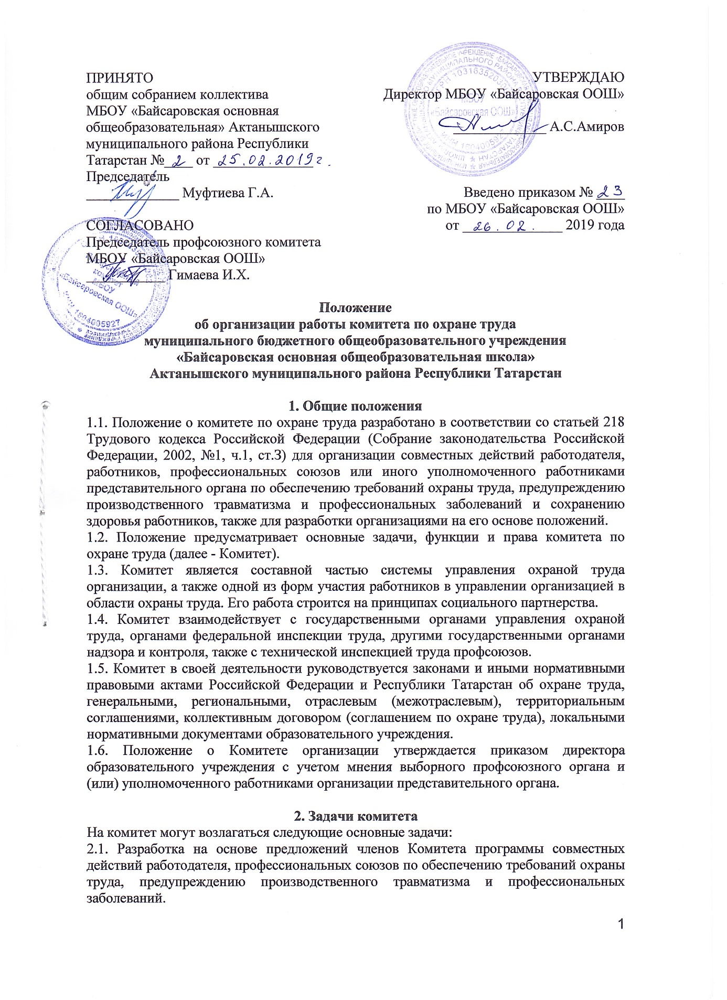 ПРИНЯТО
общим собранием коллектива
МБОУ «Байсаровская основная
общеобразовательная» Актанышского
муниципального района Республики
Татарстан № 2 от 25.02.2019г.
Председатель
Муфтиева Г.А.
СОГЛАСОВАНО
Председатель профсоюзного комитета
МБОУ «Байсаровская ООШ»
Гимаева И.Х.
УТВЕРЖДАЮ
Директор МБОУ «Байсаровская ООШ»
А.С.Амиров
Введено приказом № 23
по МБОУ «Байсаровская ООШ»
от 26.02. 2019 года
МБОУ
«Байсаровская ООШ»
комитет
МБОУ
«Байсаровская ООШ»
ИНН 1604005927
Положение
об организации работы комитета по охране труда
муниципального бюджетного общеобразовательного учреждения
«Байсаровская основная общеобразовательная школа»
Актанышского муниципального района Республики Татарстан
1. Общие положения
1.1. Положение о комитете по охране труда разработано в соответствии со статьей 218
Трудового кодекса Российской Федерации (Собрание законодательства Российской
Федерации, 2002, №1, ч.1, ст.З) для организации совместных действий работодателя,
работников, профессиональных союзов или иного уполномоченного работниками
представительного органа по обеспечению требований охраны труда, предупреждению
производственного травматизма и профессиональных заболеваний и сохранению
здоровья работников, также для разработки организациями на его основе положений.
1.2. Положение предусматривает основные задачи, функции и права комитета по
охране труда (далее - Комитет).
1.3. Комитет является составной частью системы управления охраной труда
организации, а также одной из форм участия работников в управлении организацией в
области охраны труда. Его работа строится на принципах социального партнерства.
1.4. Комитет взаимодействует с государственными органами управления охраной
труда, органами федеральной инспекции труда, другими государственными органами
надзора и контроля, также с технической инспекцией труда профсоюзов.
1.5. Комитет в своей деятельности руководствуется законами и иными нормативными
правовыми актами Российской Федерации и Республики Татарстан об охране труда,
генеральными, региональными, отраслевым (межотраслевым), территориальным
соглашениями, коллективным договором (соглашением по охране труда), локальными
нормативными документами образовательного учреждения.
1.6. Положение о Комитете организации утверждается приказом директора
образовательного учреждения с учетом мнения выборного профсоюзного органа и
(или) уполномоченного работниками организации представительного органа.
2. Задачи комитета
На комитет могут возлагаться следующие основные задачи:
2.1. Разработка на основе предложений членов Комитета программы совместных
действий работодателя, профессиональных союзов по обеспечению требований охраны
труда, предупреждению производственного травматизма и профессиональных
заболеваний.
1